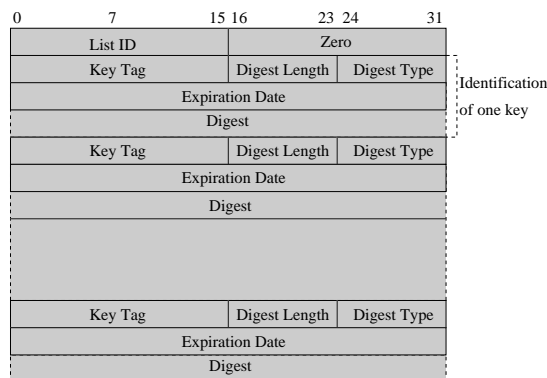 0 7 15 16 23 24 31
List ID Zero
Key Tag Digest Length Digest Type
Identification
Expiration Date
of one key
Digest
Key Tag Digest Length Digest Type
Expiration Date
Digest
Key Tag Digest Length Digest Type
Expiration Date
Digest